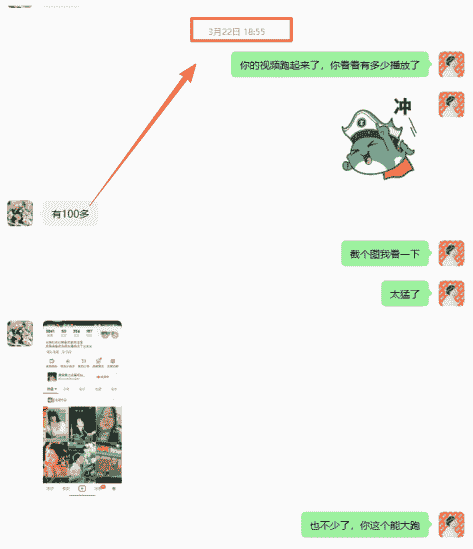 3月22日 18:55
你的视频跑起来了，你看看有多少播放了
冲
有100多
截个图我看一下
太猛了
也不少了，你这个能大跑